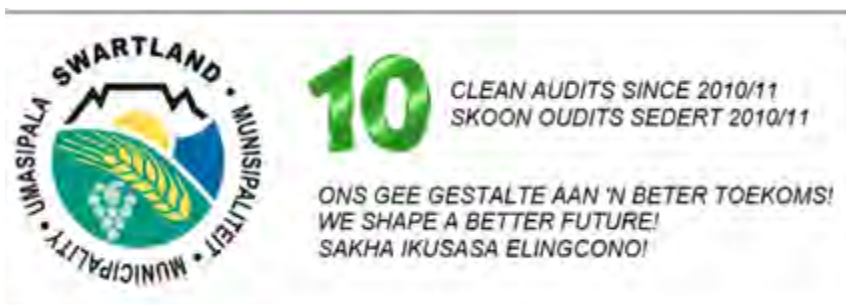 SWARTLAND • MUNISIPALITEIT • MUNICIPALITY • UMASIPALA
10
CLEAN AUDITS SINCE 2010/11
SKOON OUDITS SEDERT 2010/11
ONS GEE GESTALTE AAN 'N BETER TOEKOMS!
WE SHAPE A BETTER FUTURE!
SAKHA IKUSASA ELINGCONO!